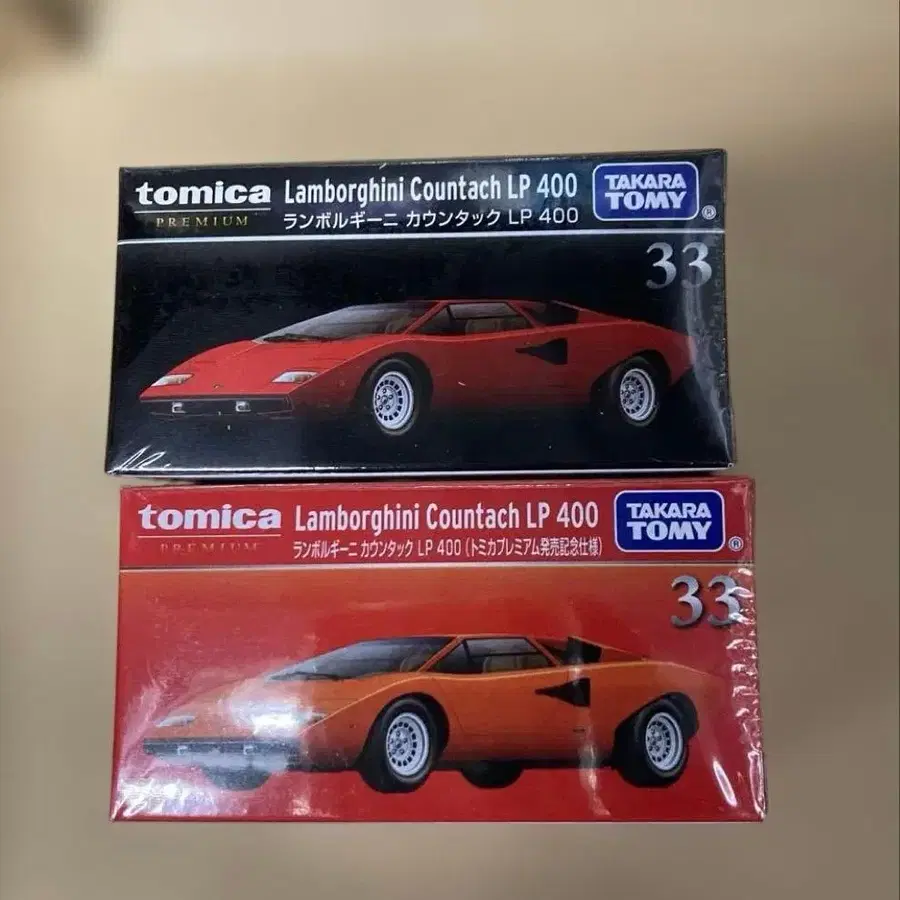 tomica Lamborghini Countach LP 400 TAKARA TOMY ®
PREMIUM ランボルギーニ カウンタック LP 400
33
tomica Lamborghini Countach LP 400 TAKARA TOMY ®
PREMIUM ランボルギーニ カウンタック LP 400 (トミカプレミアム発売記念仕様)
33